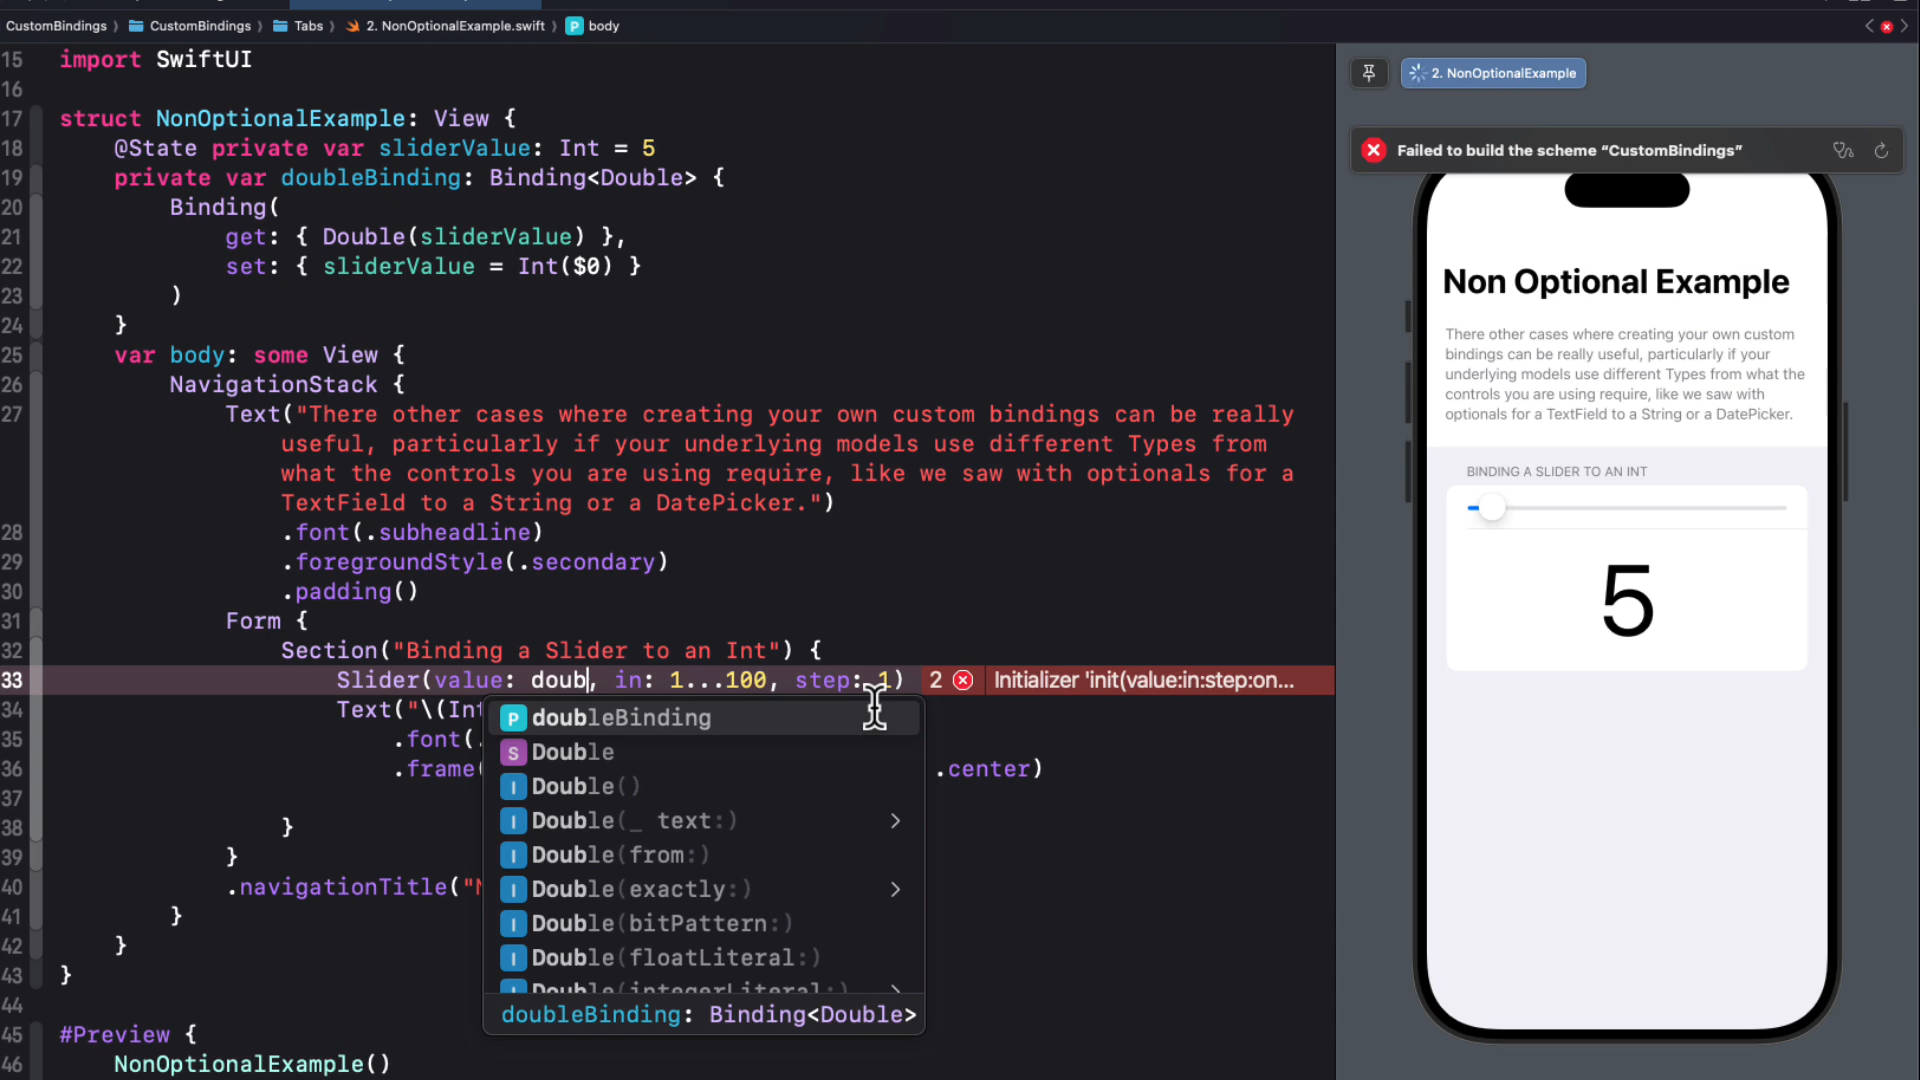 CustomBindings
CustomBindings
Tabs
2. NonOptionalExample.swift
P body
15 import SwiftUI
16
17 struct NonOptionalExample: View {
18 @State private var sliderValue: Int = 5
19 private var doubleBinding: Binding<Double> {
20 Binding(
21 get: { Double(sliderValue) },
22 set: { sliderValue = Int($0) }
23 )
24 }
25 var body: some View {
26 NavigationStack {
27 Text("There other cases where creating your own custom bindings can be really
useful, particularly if your underlying models use different Types from
what the controls you are using require, like we saw with optionals for a
TextField to a String or a DatePicker.")
28 .font(.subheadline)
29 .foregroundStyle(.secondary)
30 .padding()
31 Form {
32 Section("Binding a Slider to an Int") {
33 Slider(value: doub, in: 1...100, step: 1) 2 Initializer 'init(value:in:step:on...
34 Text("\(Int
35 .font(.
36 .frame( .center)
37
38 }
39 }
40 .navigationTitle("N
41 }
42 }
43 }
44
45 #Preview {
46 NonOptionalExample()
P doubleBinding
S Double
I Double()
I Double(_ text:)
I Double(from:)
I Double(exactly:)
I Double(bitPattern:)
I Double(floatLiteral:)
I Double(integerLiteral:)
doubleBinding: Binding<Double>
2. NonOptionalExample
Failed to build the scheme “CustomBindings”
Non Optional Example
There other cases where creating your own custom
bindings can be really useful, particularly if your
underlying models use different Types from what the
controls you are using require, like we saw with
optionals for a TextField to a String or a DatePicker.
BINDING A SLIDER TO AN INT
5